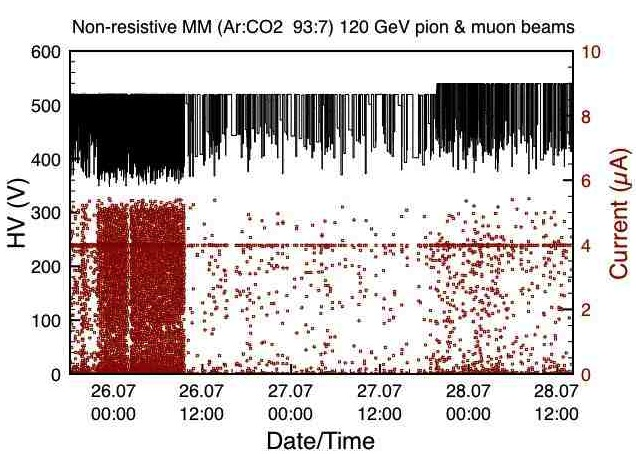 Non-resistive MM (Ar:CO2 93:7) 120 GeV pion & muon beams
600
500
400
300
200
100
0
HV (V)
10
8
6
4
2
0
Current (μA)
26.07 26.07 27.07 27.07 28.07 28.07
00:00 12:00 00:00 12:00 00:00 12:00
Date/Time